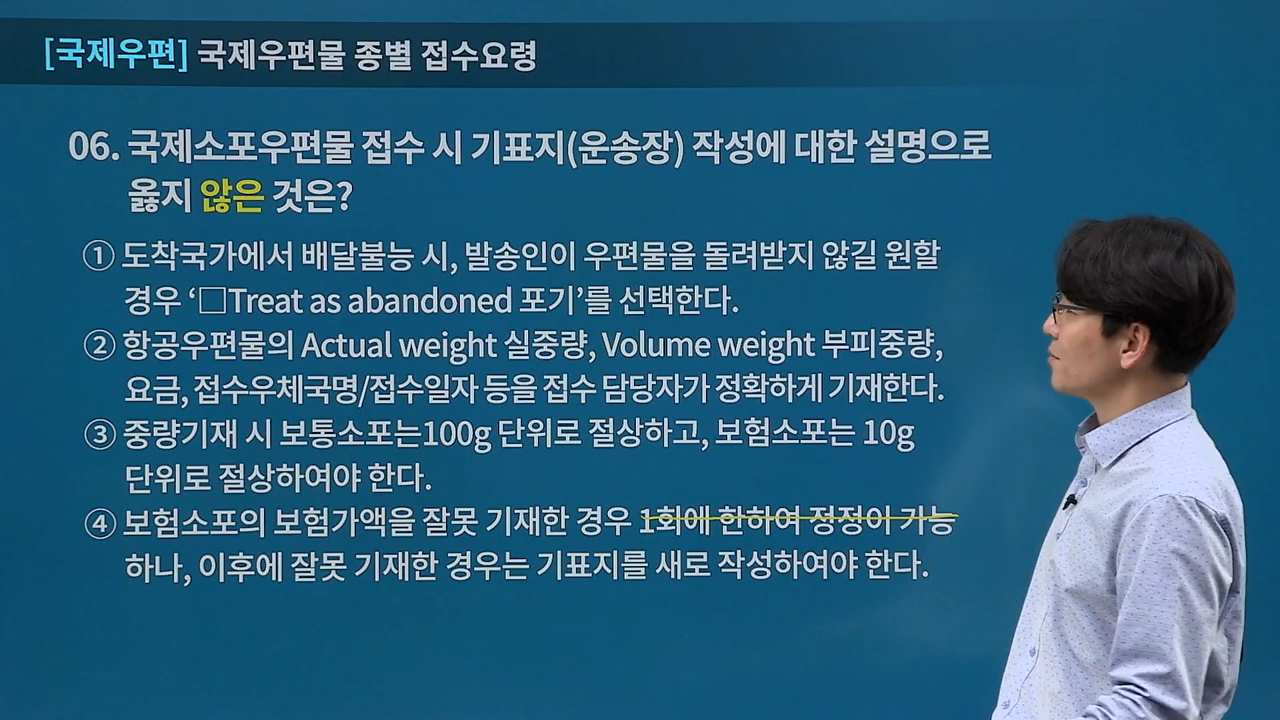 [국제우편] 국제우편물 종별 접수요령
06. 국제소포우편물 접수 시 기표지(운송장) 작성에 대한 설명으로
옳지 않은 것은?
① 도착국가에서 배달불능 시, 발송인이 우편물을 돌려받지 않길 원할
경우 ‘□Treat as abandoned 포기’를 선택한다.
② 항공우편물의 Actual weight 실중량, Volume weight 부피중량,
요금, 접수우체국명/접수일자 등을 접수 담당자가 정확하게 기재한다.
③ 중량기재 시 보통소포는100g 단위로 절상하고, 보험소포는 10g
단위로 절상하여야 한다.
④ 보험소포의 보험가액을 잘못 기재한 경우 1회에 한하여 정정이 가능
하나, 이후에 잘못 기재한 경우는 기표지를 새로 작성하여야 한다.